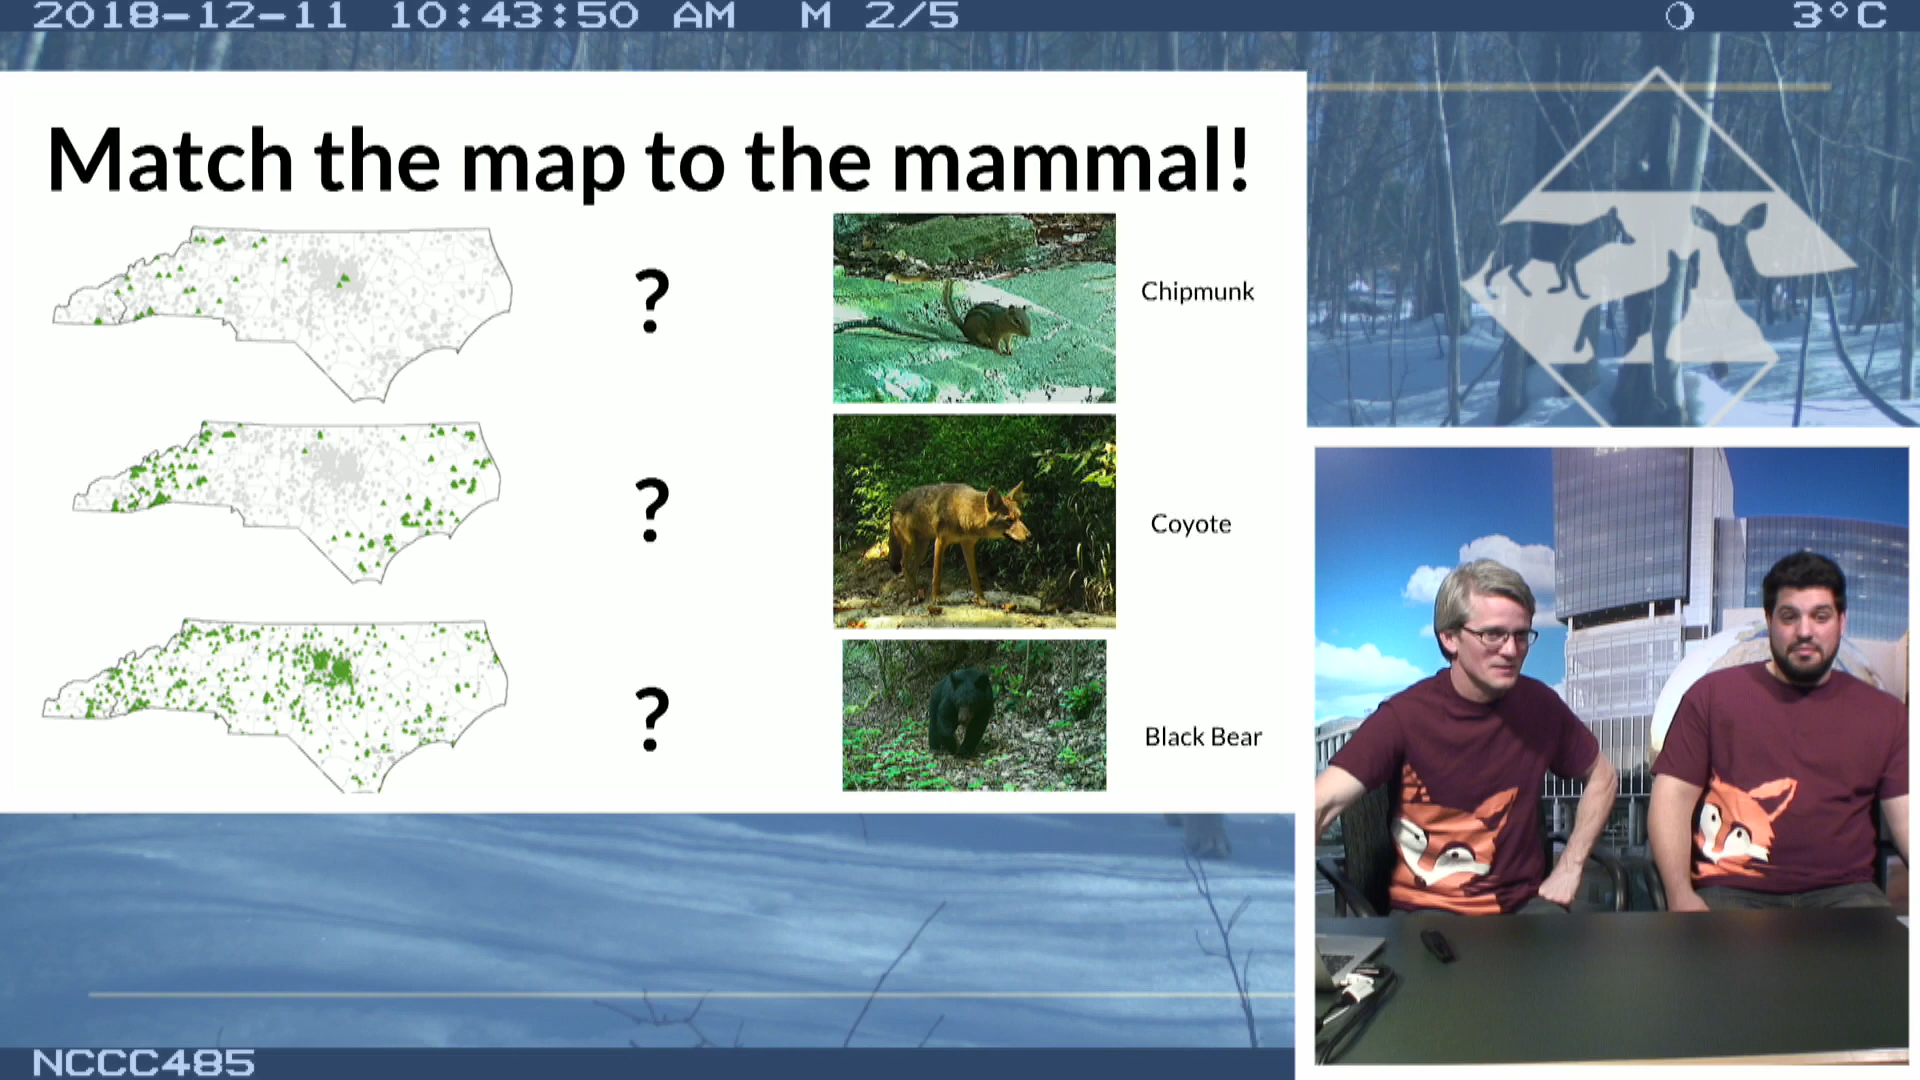 2018-12-11 10:43:50 AM M 2/5 3°C
Match the map to the mammal!
? Chipmunk
? Coyote
? Black Bear
NCCC485